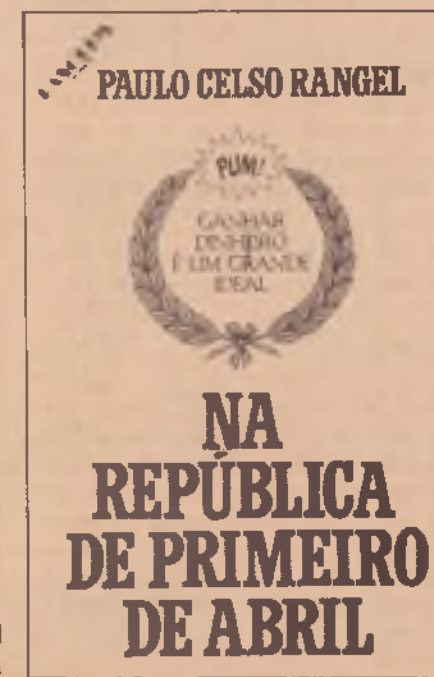 PAULO CELSO RANGEL
PUM!
GANHAR
DINHEIRO
É UM GRANDE
IDEAL
NA
REPÚBLICA
DE PRIMEIRO
DE ABRIL